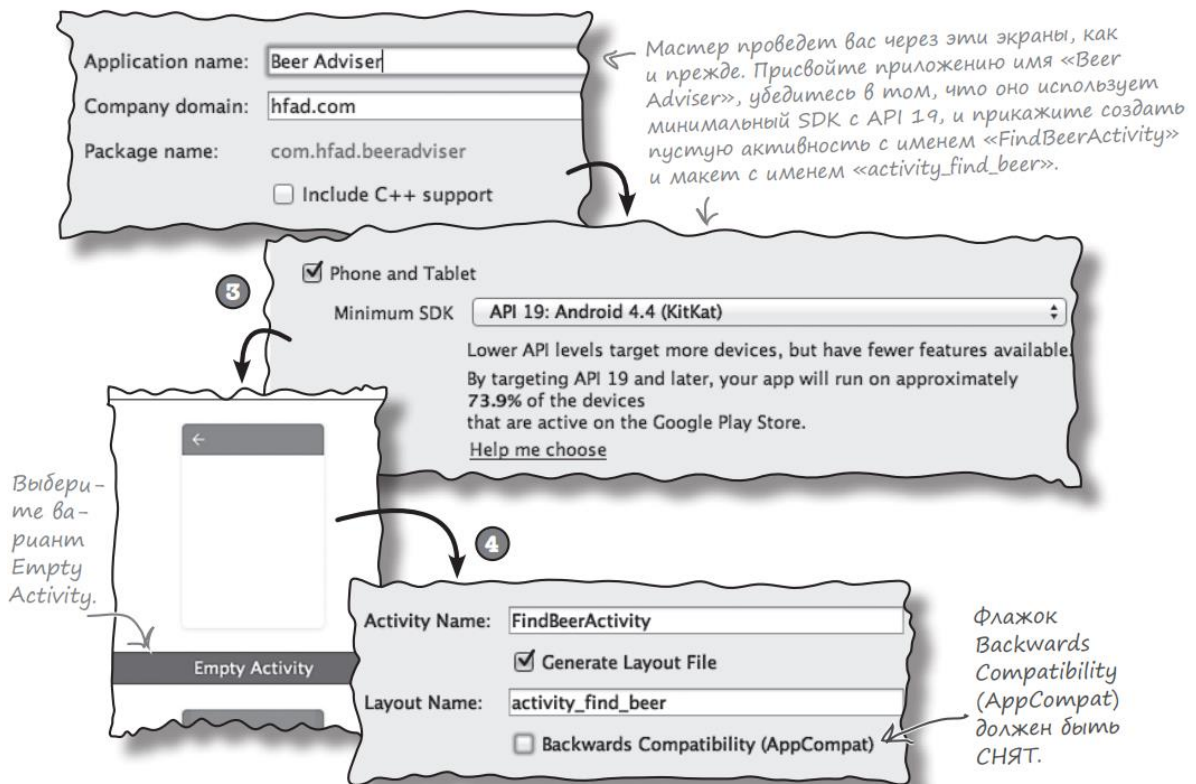 Application name: Beer Adviser
Company domain: hfad.com
Package name: com.hfad.beeradviser
Include C++ support
Мастер проведет вас через эти экраны, как
и прежде. Присвойте приложению имя «Beer
Adviser», убедитесь в том, что оно использует
минимальный SDK с API 19, и прикажите создать
пустую активность с именем «FindBeerActivity»
и макет с именем «activity_find_beer».
3
Phone and Tablet
Minimum SDK API 19: Android 4.4 (KitKat)
Lower API levels target more devices, but have fewer features available.
By targeting API 19 and later, your app will run on approximately
73.9% of the devices
that are active on the Google Play Store.
Help me choose
Выбери-
те ва-
риант
Empty
Activity.
Empty Activity
4
Activity Name: FindBeerActivity
Generate Layout File
Layout Name: activity_find_beer
Backwards Compatibility (AppCompat)
Флажок
Backwards
Compatibility
(AppCompat)
должен быть
СНЯТ.